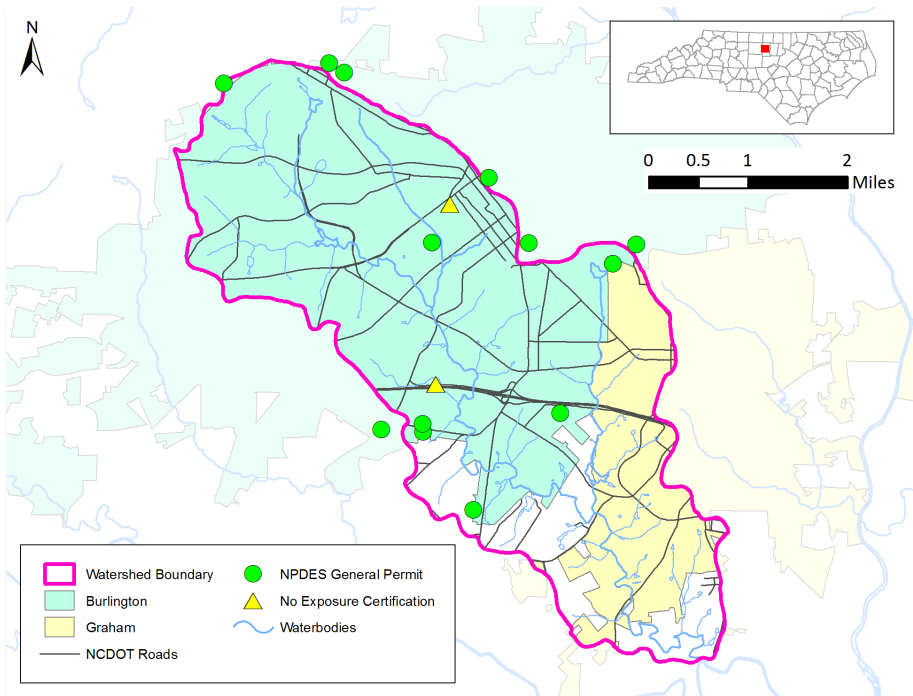 N
0 0.5 1 2
Miles
Watershed Boundary
Burlington
Graham
NCDOT Roads
NPDES General Permit
No Exposure Certification
Waterbodies